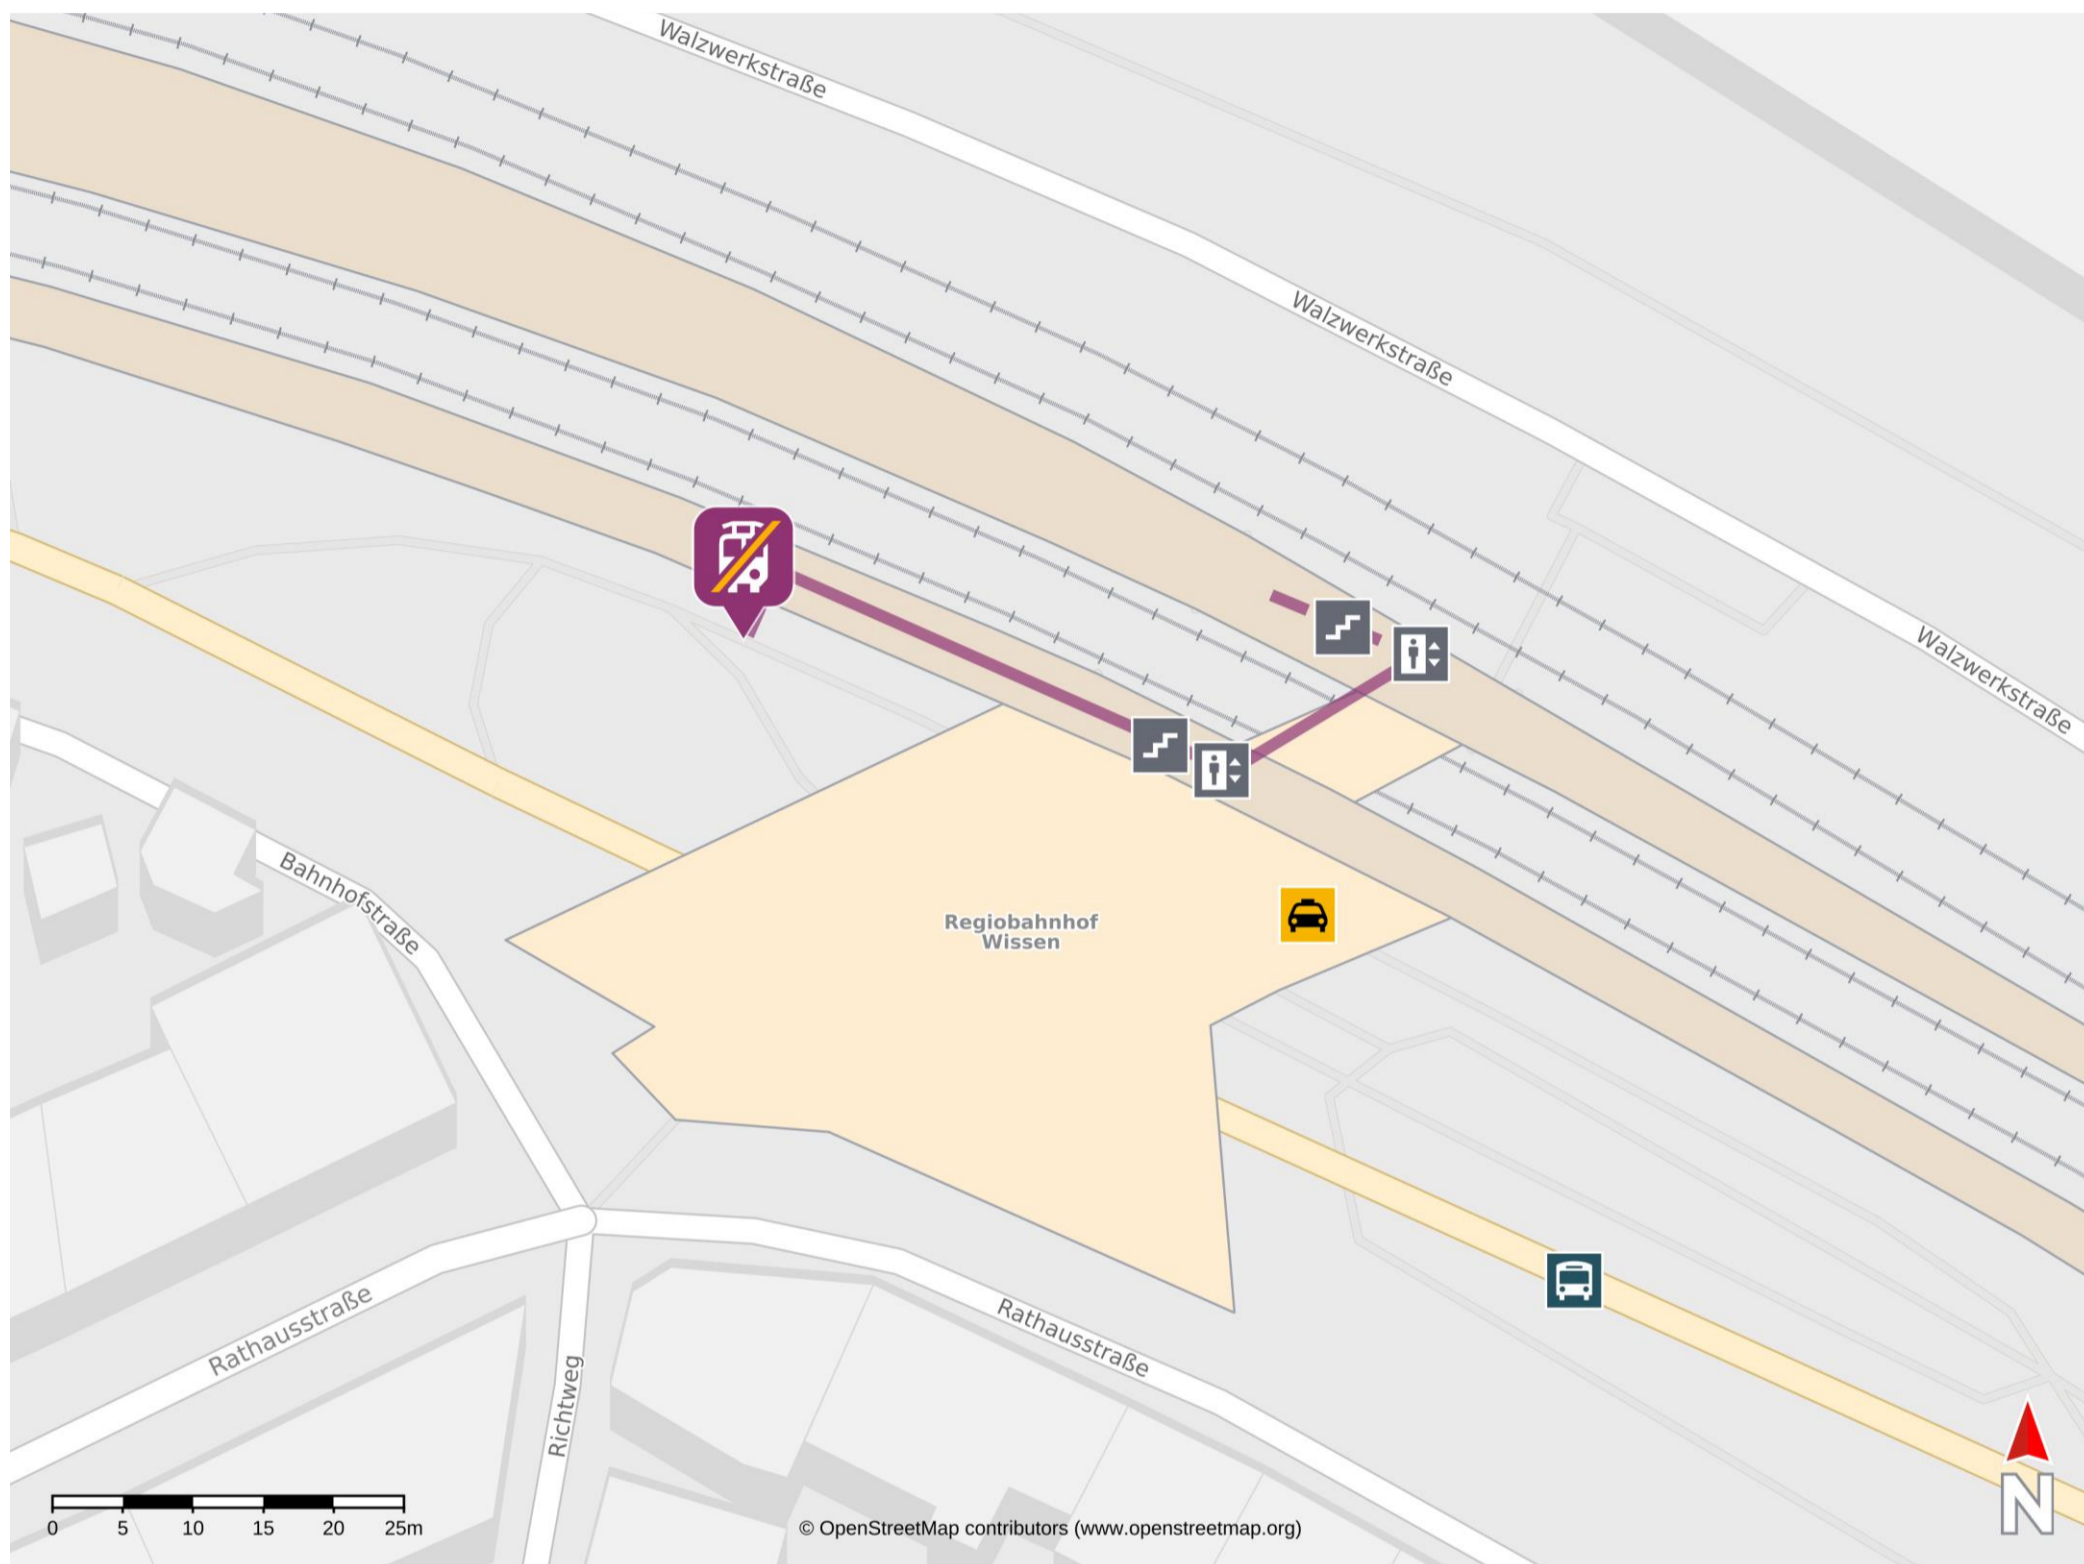 Walzwerkstraße
Walzwerkstraße
Walzwerkstraße
Bahnhofstraße
Regiobahnhof
Wissen
Rathausstraße
Rathausstraße
Richtweg
N
0 5 10 15 20 25m
© OpenStreetMap contributors (www.openstreetmap.org)